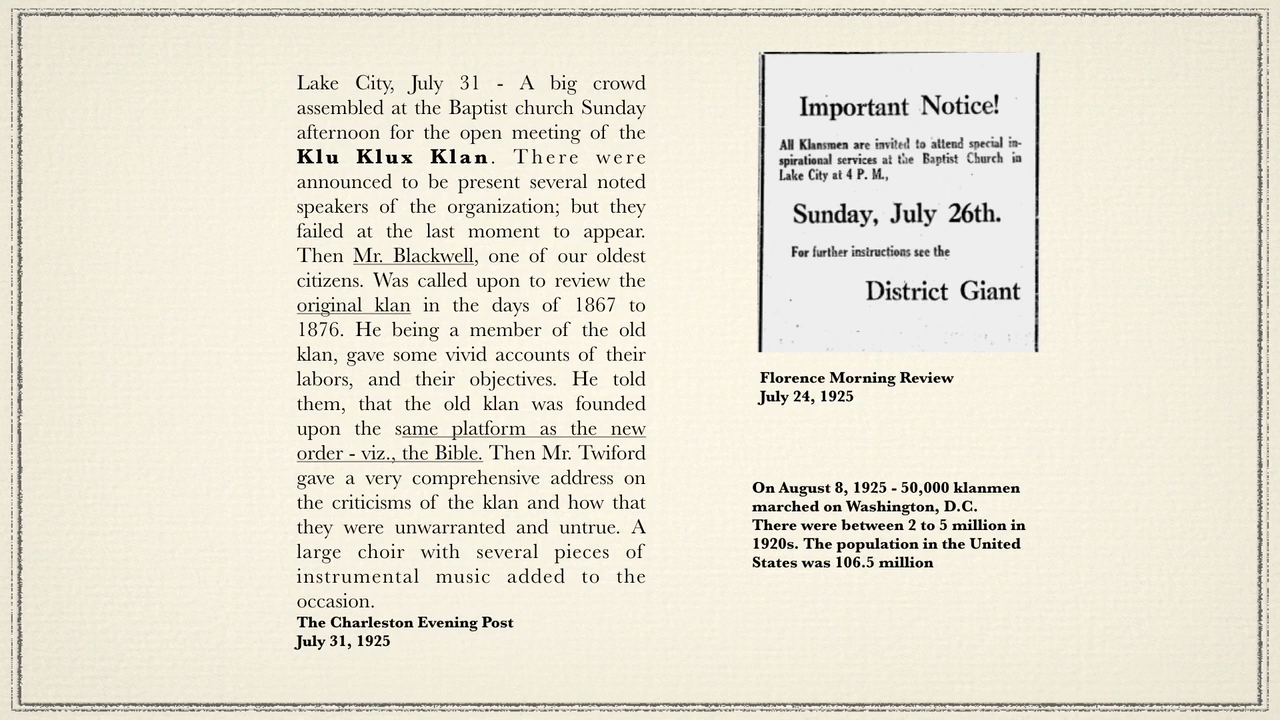 Lake City, July 31 - A big crowd
assembled at the Baptist church Sunday
afternoon for the open meeting of the
Klu Klux Klan. There were
announced to be present several noted
speakers of the organization; but they
failed at the last moment to appear.
Then Mr. Blackwell, one of our oldest
citizens. Was called upon to review the
original klan in the days of 1867 to
1876. He being a member of the old
klan, gave some vivid accounts of their
labors, and their objectives. He told
them, that the old klan was founded
upon the same platform as the new
order - viz., the Bible. Then Mr. Twiford
gave a very comprehensive address on
the criticisms of the klan and how that
they were unwarranted and untrue. A
large choir with several pieces of
instrumental music added to the
occasion.
The Charleston Evening Post
July 31, 1925
Important Notice!
All Klansmen are invited to attend special in-
spirational services at the Baptist Church in
Lake City at 4 P. M.,
Sunday, July 26th.
For further instructions see the
District Giant
Florence Morning Review
July 24, 1925
On August 8, 1925 - 50,000 klanmen
marched on Washington, D.C.
There were between 2 to 5 million in
1920s. The population in the United
States was 106.5 million